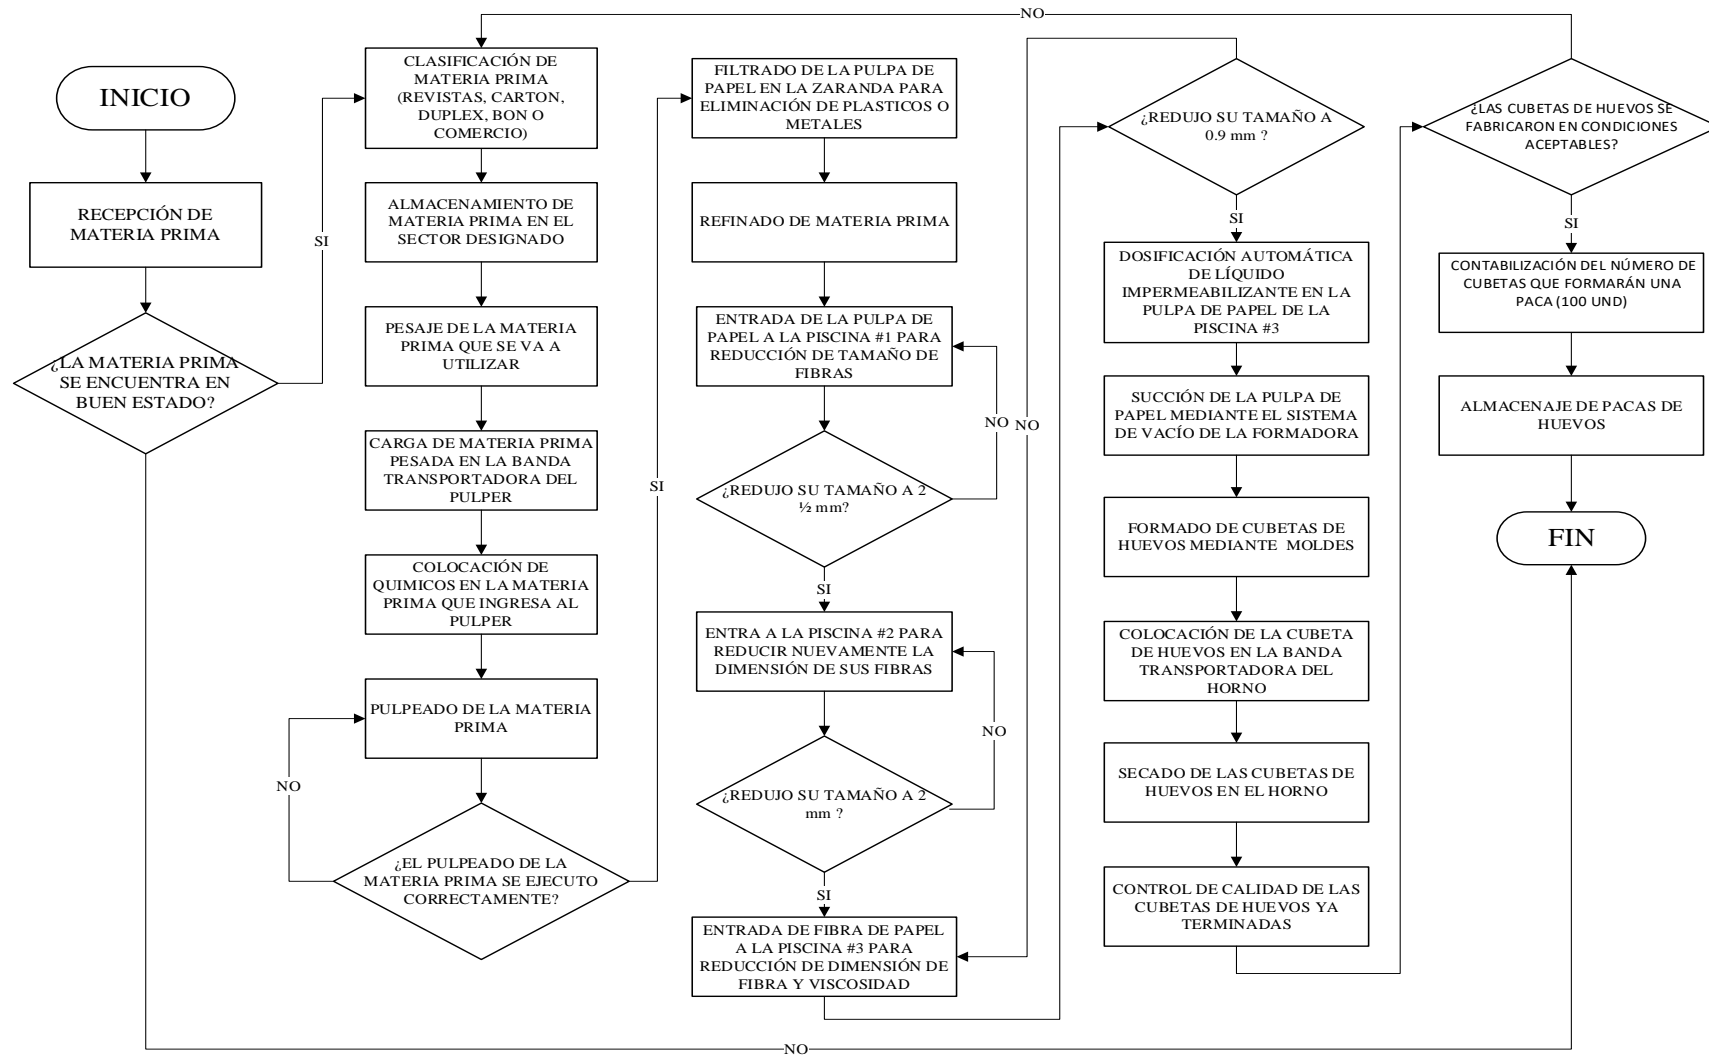 INICIO
RECEPCIÓN DE
MATERIA PRIMA
¿LA MATERIA PRIMA
SE ENCUENTRA EN
BUEN ESTADO?
SI
NO
CLASIFICACIÓN DE
MATERIA PRIMA
(REVISTAS, CARTON,
DUPLEX, BON O
COMERCIO)
ALMACENAMIENTO DE
MATERIA PRIMA EN EL
SECTOR DESIGNADO
PESAJE DE LA MATERIA
PRIMA QUE SE VA A
UTILIZAR
CARGA DE MATERIA PRIMA
PESADA EN LA BANDA
TRANSPORTADORA DEL
PULPER
COLOCACIÓN DE
QUIMICOS EN LA MATERIA
PRIMA QUE INGRESA AL
PULPER
PULPEADO DE LA MATERIA
PRIMA
NO
¿EL PULPEADO DE LA
MATERIA PRIMA SE EJECUTO
CORRECTAMENTE?
SI
FILTRADO DE LA PULPA DE
PAPEL EN LA ZARANDA PARA
ELIMINACIÓN DE PLASTICOS O
METALES
REFINADO DE MATERIA PRIMA
ENTRADA DE LA PULPA DE
PAPEL A LA PISCINA #1 PARA
REDUCCIÓN DE TAMAÑO DE
FIBRAS
NO
¿REDUJO SU TAMAÑO A 2
½ mm?
SI
ENTRA A LA PISCINA #2 PARA
REDUCIR NUEVAMENTE LA
DIMENSIÓN DE SUS FIBRAS
NO
¿REDUJO SU TAMAÑO A 2
mm ?
SI
ENTRADA DE FIBRA DE PAPEL
A LA PISCINA #3 PARA
REDUCCIÓN DE DIMENSIÓN DE
FIBRA Y VISCOSIDAD
NO
¿REDUJO SU TAMAÑO A
0.9 mm ?
SI
DOSIFICACIÓN AUTOMÁTICA
DE LÍQUIDO
IMPERMEABILIZANTE EN LA
PULPA DE PAPEL DE LA
PISCINA #3
SUCCIÓN DE LA PULPA DE
PAPEL MEDIANTE EL SISTEMA
DE VACÍO DE LA FORMADORA
FORMADO DE CUBETAS DE
HUEVOS MEDIANTE MOLDES
COLOCACIÓN DE LA CUBETA
DE HUEVOS EN LA BANDA
TRANSPORTADORA DEL
HORNO
SECADO DE LAS CUBETAS DE
HUEVOS EN EL HORNO
CONTROL DE CALIDAD DE LAS
CUBETAS DE HUEVOS YA
TERMINADAS
NO
¿LAS CUBETAS DE HUEVOS SE
FABRICARON EN CONDICIONES
ACEPTABLES?
SI
CONTABILIZACIÓN DEL NÚMERO DE
CUBETAS QUE FORMARÁN UNA
PACA (100 UND)
ALMACENAJE DE PACAS DE
HUEVOS
FIN